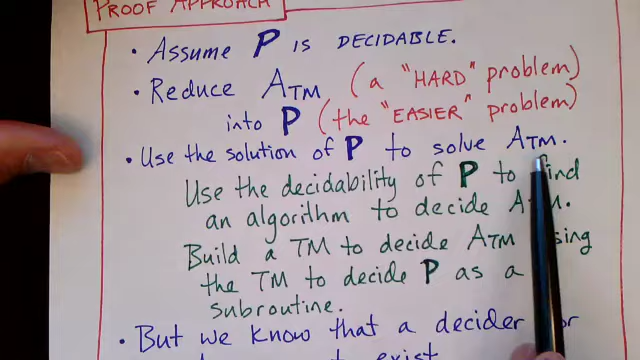 PROOF APPROACH
• Assume P is DECIDABLE.
• Reduce ATM (a "HARD" problem)
into P (the "EASIER" problem)
• Use the solution of P to solve ATM.
Use the decidability of P to find
an algorithm to decide ATM.
Build a TM to decide ATM using
the TM to decide P as a
subroutine.
• But we know that a decider for
exist